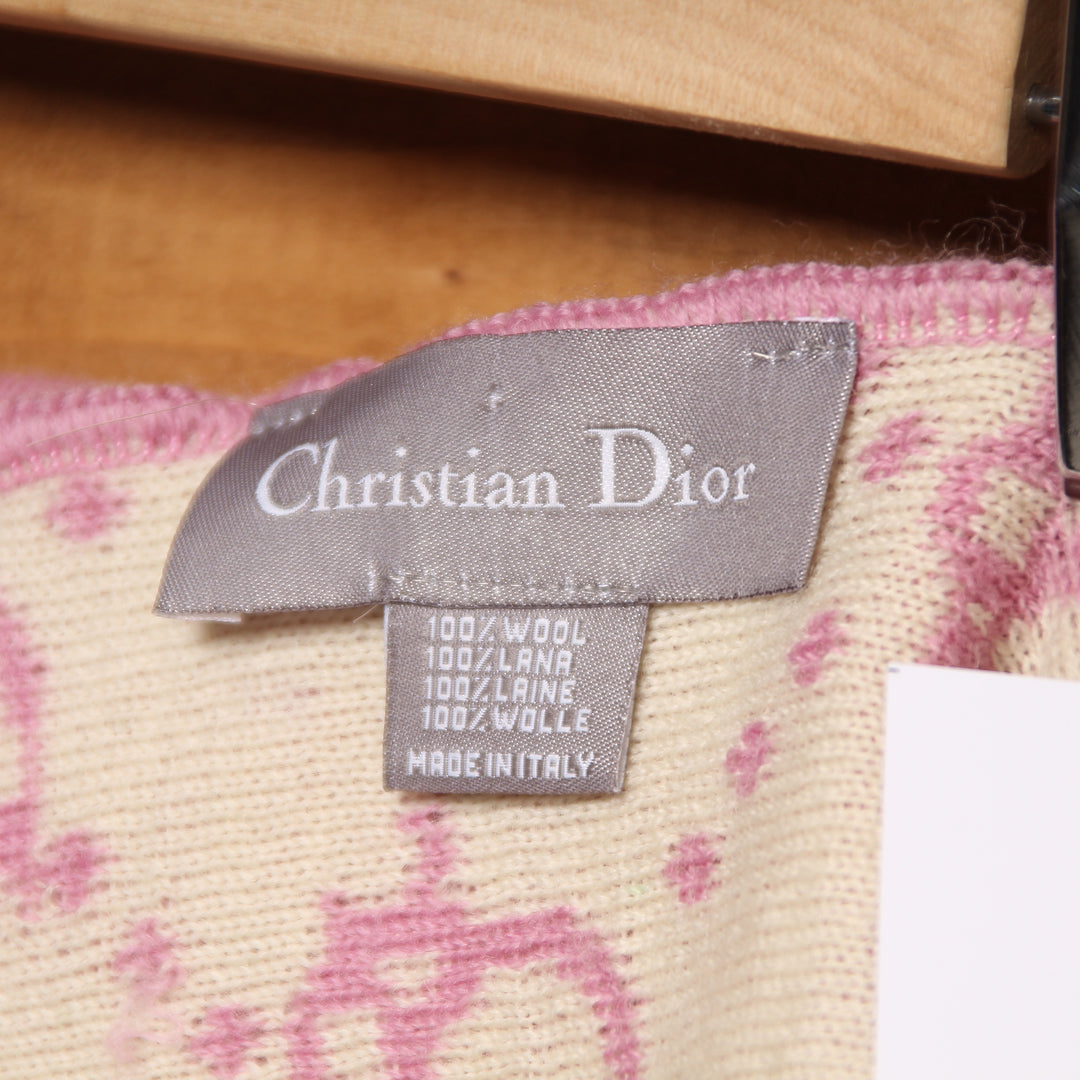 Christian Dior
100% WOOL
100% LANA
100% LAINE
100% WOLLE
MADE IN ITALY